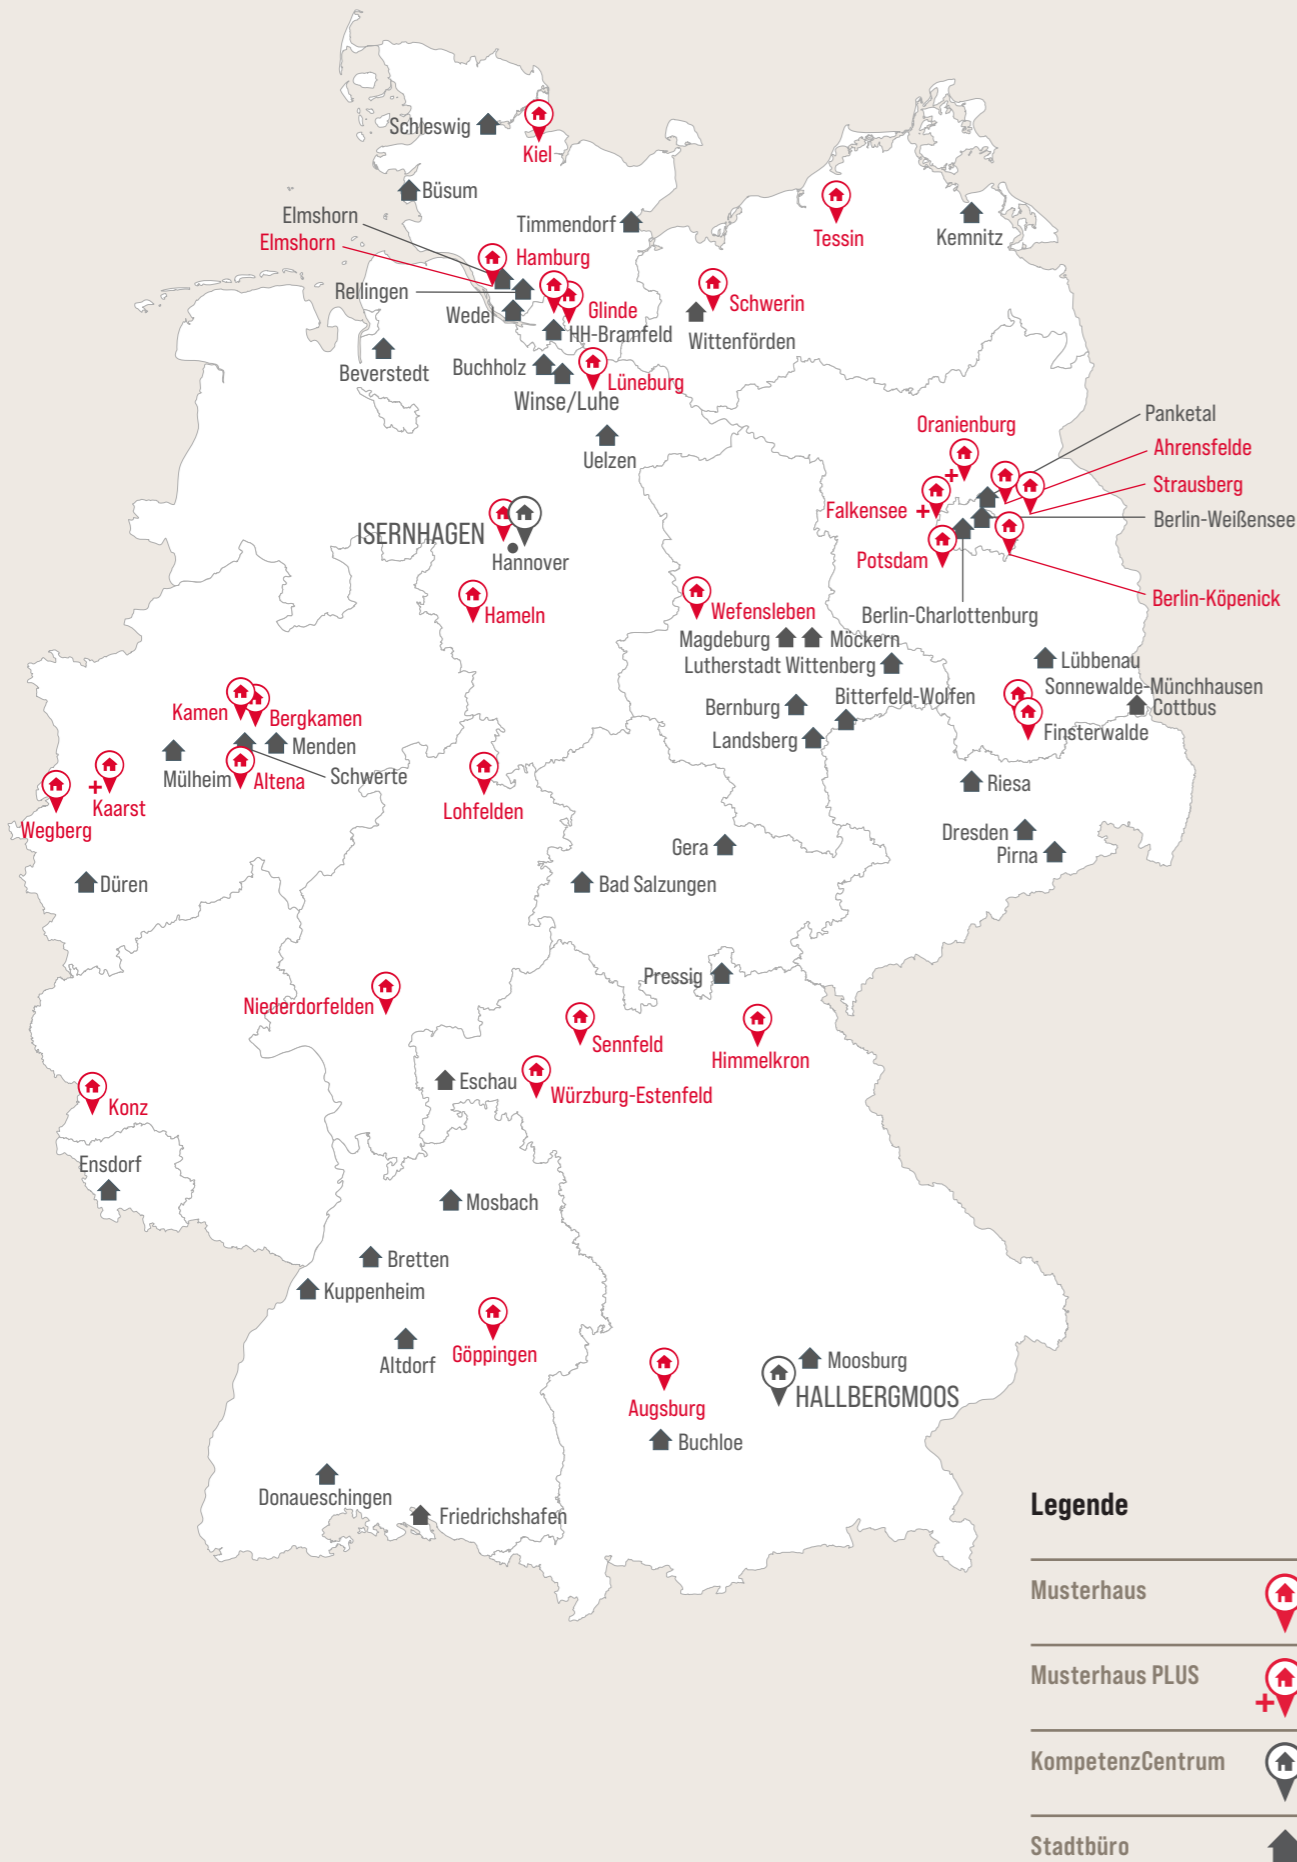 Schleswig
Kiel
Büsum
Elmshorn
Timmendorf
Elmshorn
Hamburg
Tessin
Kemnitz
Rellingen
Wedel
Glinde
Schwerin
HH-Bramfeld
Wittenförden
Beverstedt
Buchholz
Lüneburg
Winse/Luhe
Uelzen
Oranienburg
Panketal
Ahrensfelde
Strausberg
Falkensee
Berlin-Weißensee
ISERNHAGEN
Hannover
Potsdam
Berlin-Köpenick
Hameln
Wefensleben
Berlin-Charlottenburg
Magdeburg
Möckern
Lutherstadt Wittenberg
Lübbenau
Bitterfeld-Wolfen
Sonnewalde-Münchhausen
Cottbus
Kamen
Bergkamen
Bernburg
Landsberg
Finsterwalde
Menden
Mülheim
Altena
Schwerte
Riesa
Kaarst
Wegberg
Lohfelden
Dresden
Pirna
Gera
Düren
Bad Salzungen
Pressig
Niederdorfelden
Sennfeld
Himmelkron
Eschau
Würzburg-Estenfeld
Konz
Ensdorf
Mosbach
Bretten
Kuppenheim
Altdorf
Göppingen
Moosburg
HALLBERGMOOS
Augsburg
Buchloe
Donaueschingen
Friedrichshafen
Legende
Musterhaus
Musterhaus PLUS
KompetenzCentrum
Stadtbüro